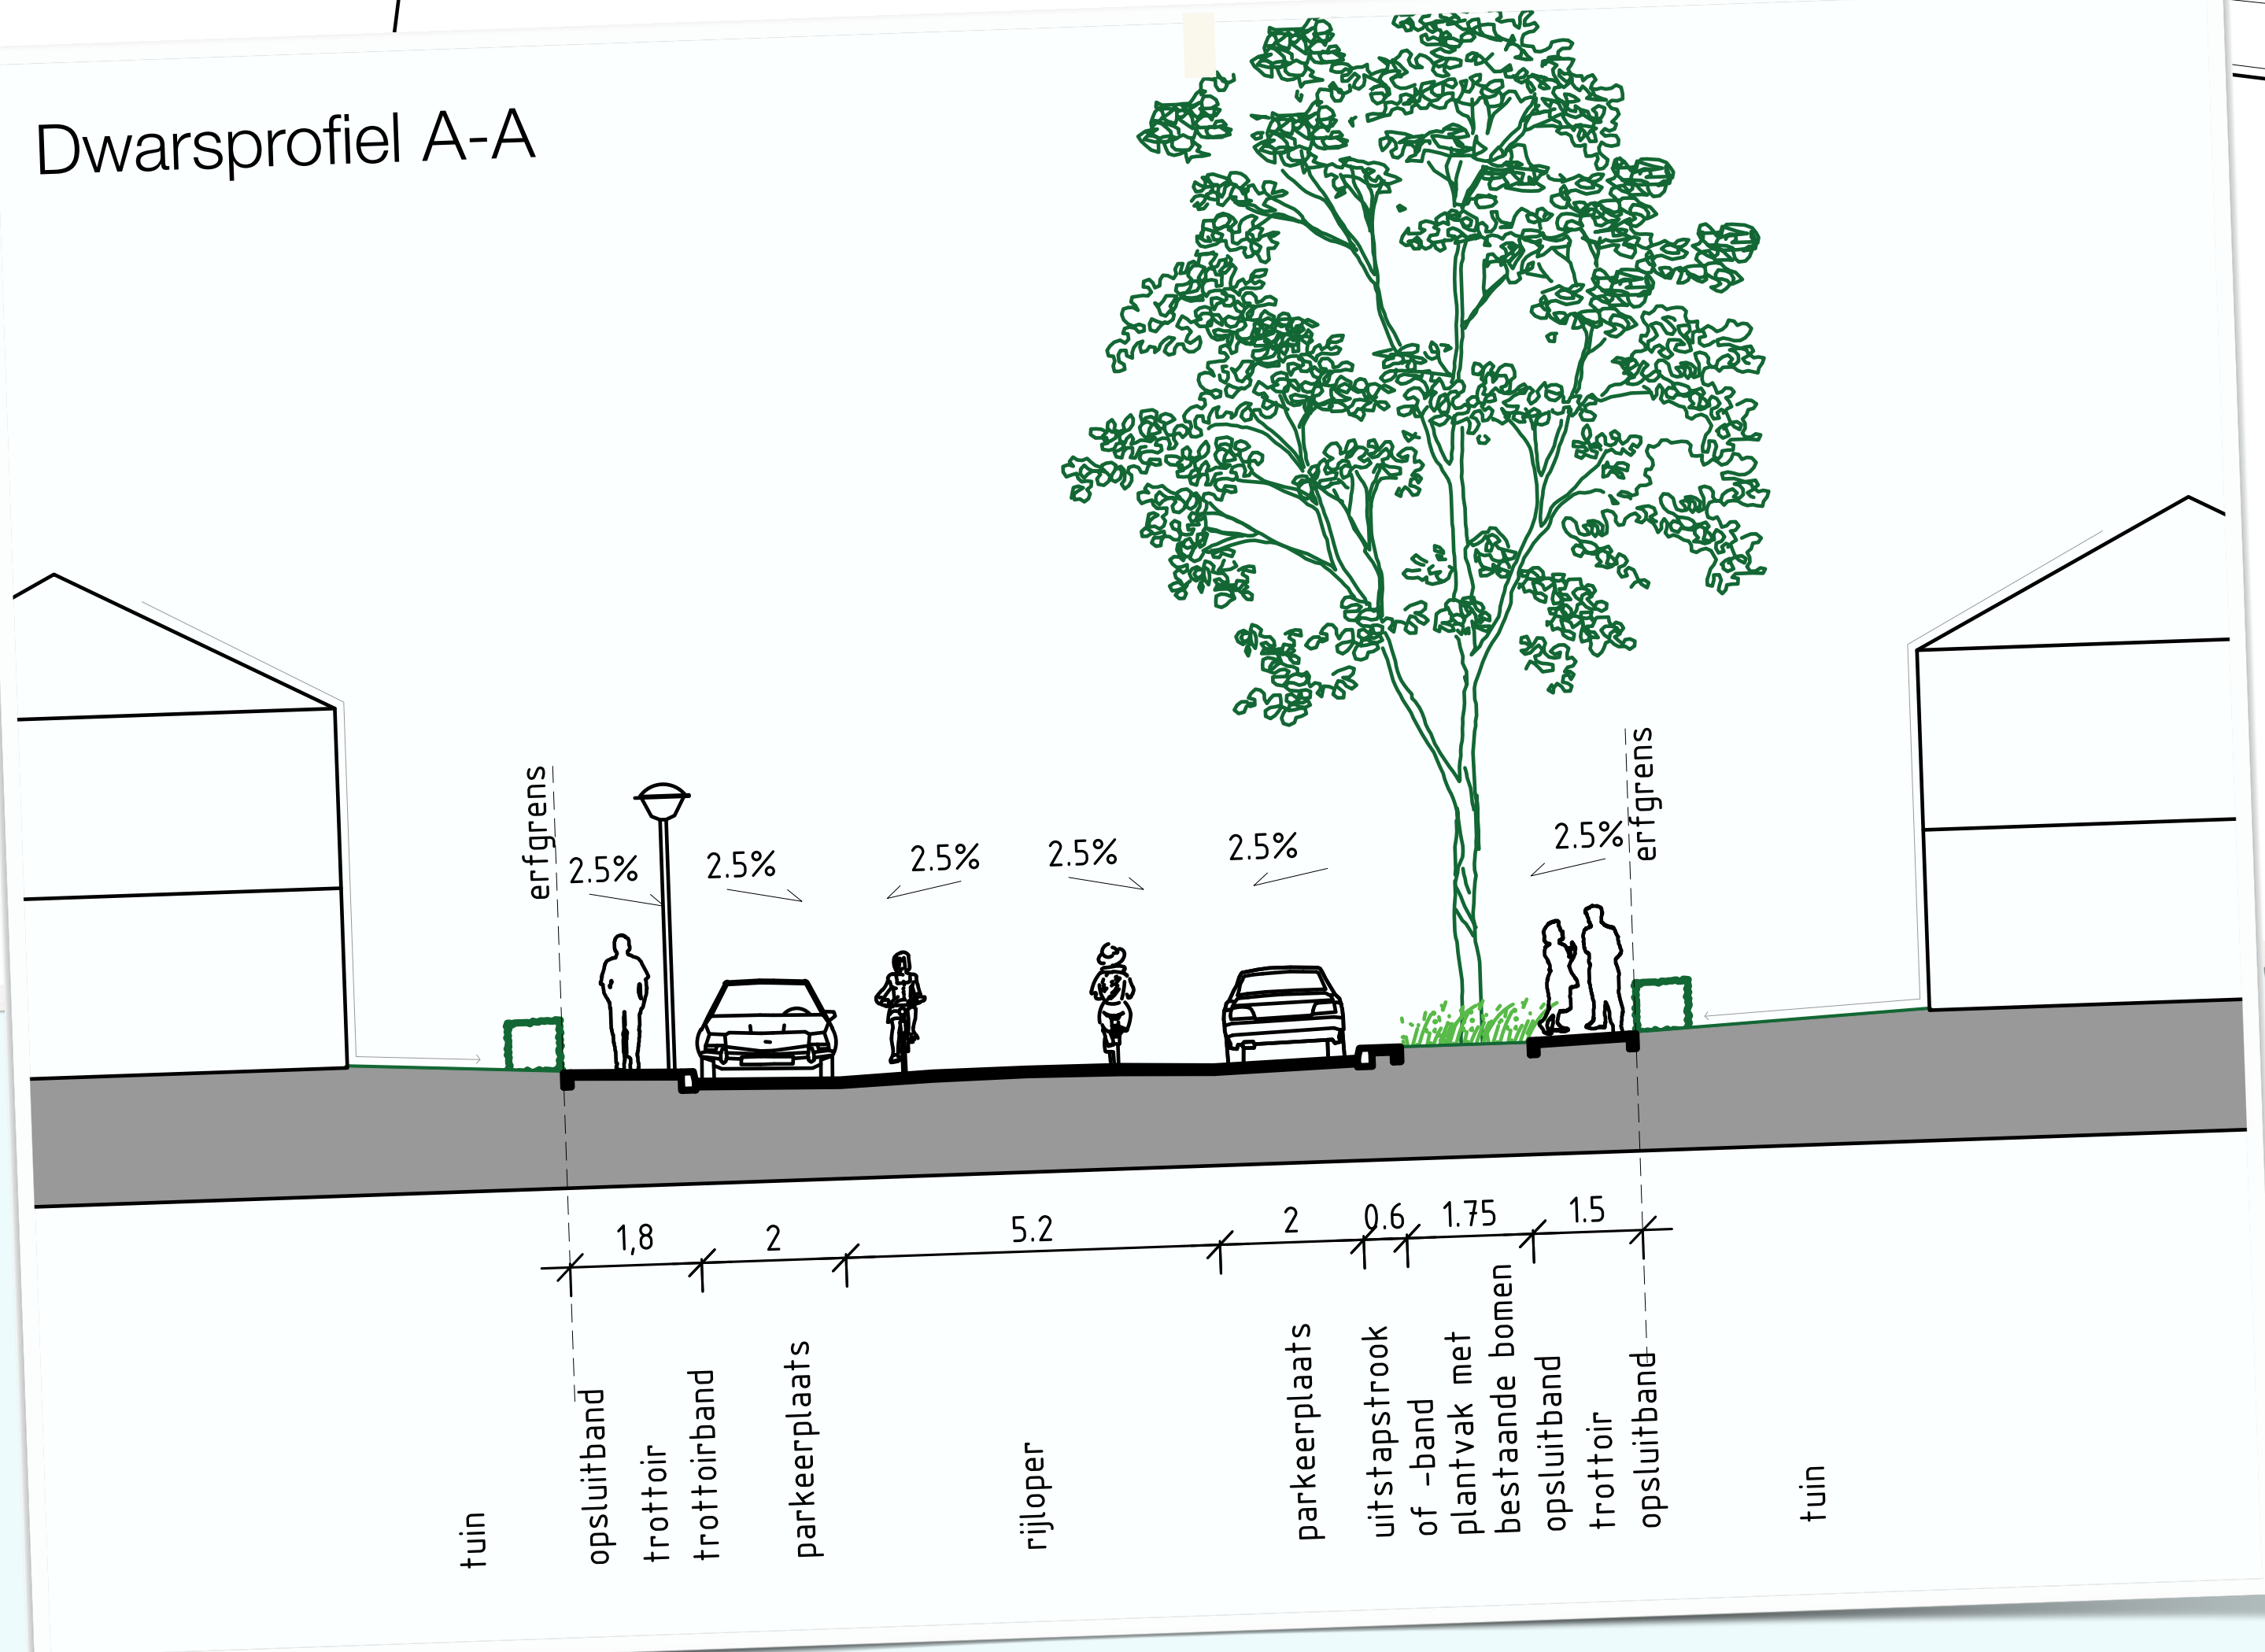 Dwarsprofiel A-A
erfgrens
erfgrens
2.5%
2.5%
2.5%
2.5%
2.5%
2.5%
1,8
2
5.2
2
0.6
1.75
1.5
tuin
opsluitband
trottoir
trottoirband
parkeerplaats
rijloper
parkeerplaats
uitstapstrook
of -band
plantvak met
bestaande bomen
opsluitband
trottoir
opsluitband
tuin